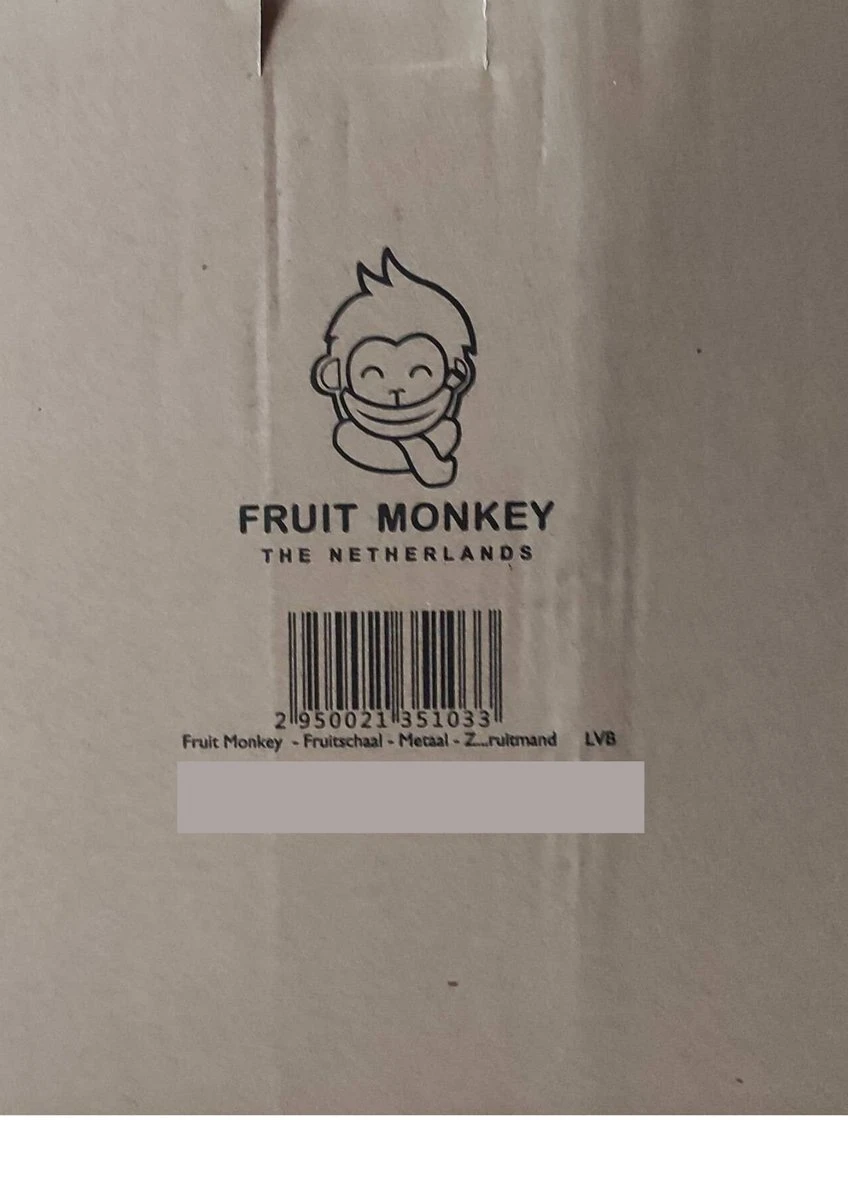 FRUIT MONKEY
THE NETHERLANDS
2 950021 351033
Fruit Monkey - Fruitschaal - Metaal - Z...ruitmand LVB